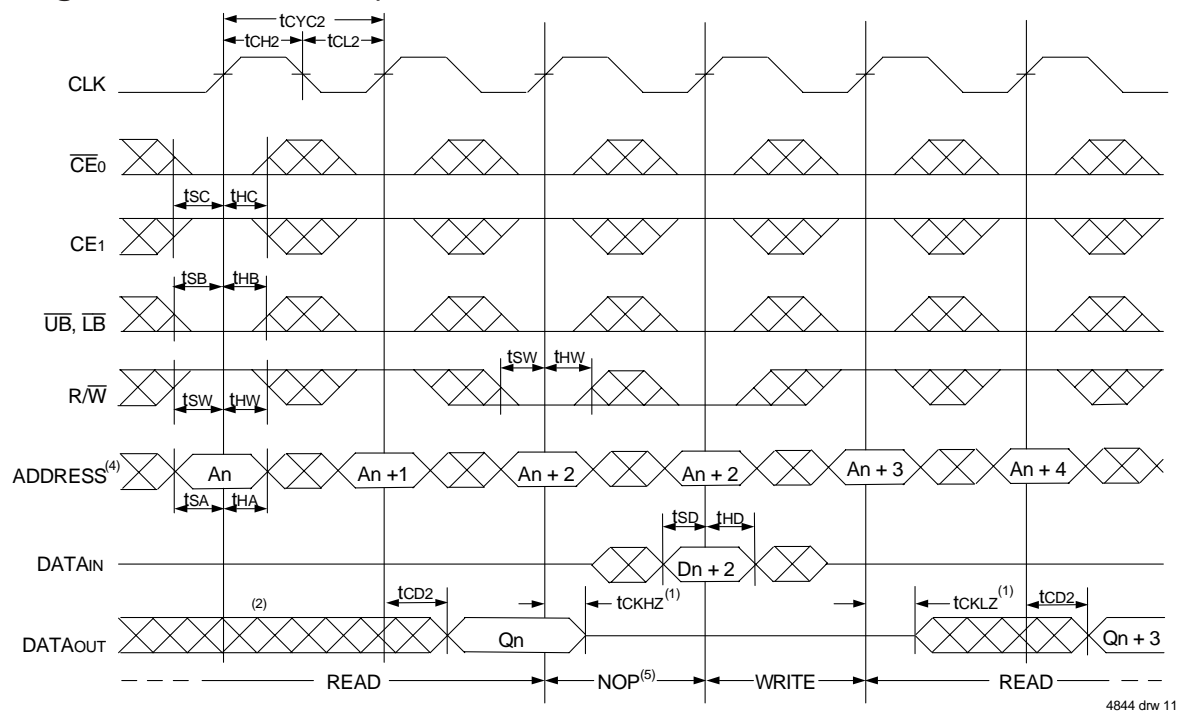 tCYC2
tCH2 tCL2
CLK
CE0
tSC tHC
CE1
tSB tHB
UB, LB
tSW tHW
R/W
tSW tHW
ADDRESS(4) An An +1 An + 2 An + 2 An + 3 An + 4
tSA tHA
tSD tHD
DATAIN Dn + 2
tCD2 tCKHZ(1) tCKLZ(1) tCD2
(2)
DATAOUT Qn Qn + 3
READ NOP(5) WRITE READ
4844 drw 11